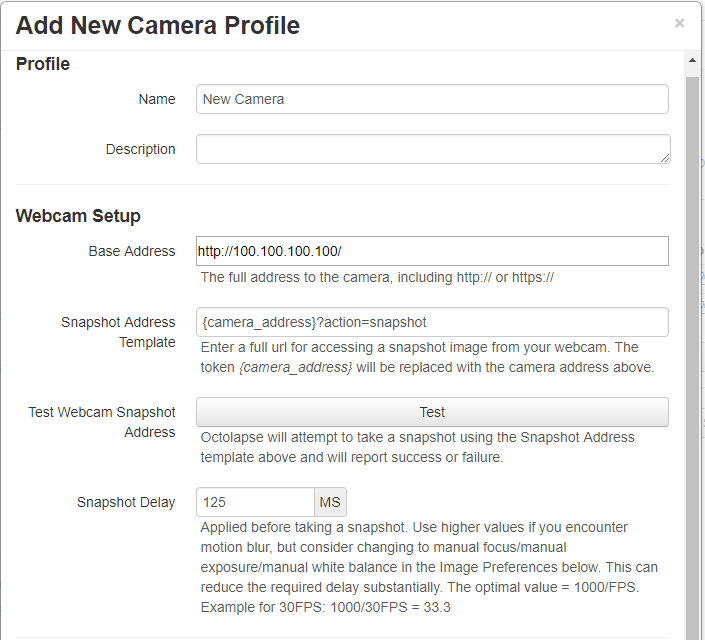 Add New Camera Profile
×
Profile
Name
New Camera
Description
Webcam Setup
Base Address
http://100.100.100.100/
The full address to the camera, including http:// or https://
Snapshot Address
Template
{camera_address}?action=snapshot
Enter a full url for accessing a snapshot image from your webcam. The
token {camera_address} will be replaced with the camera address above.
Test Webcam Snapshot
Address
Test
Octolapse will attempt to take a snapshot using the Snapshot Address
template above and will report success or failure.
Snapshot Delay
125
MS
Applied before taking a snapshot. Use higher values if you encounter
motion blur, but consider changing to manual focus/manual
exposure/manual white balance in the Image Preferences below. This can
reduce the required delay substantially. The optimal value = 1000/FPS.
Example for 30FPS: 1000/30FPS = 33.3